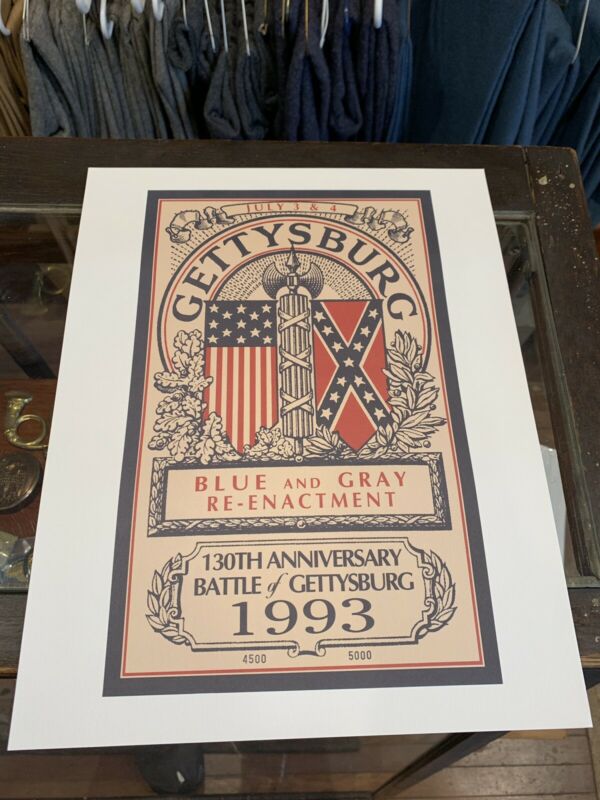 JULY 3 & 4
GETTYSBURG
BLUE AND GRAY
RE-ENACTMENT
130TH ANNIVERSARY
BATTLE of GETTYSBURG
1993
4500 5000